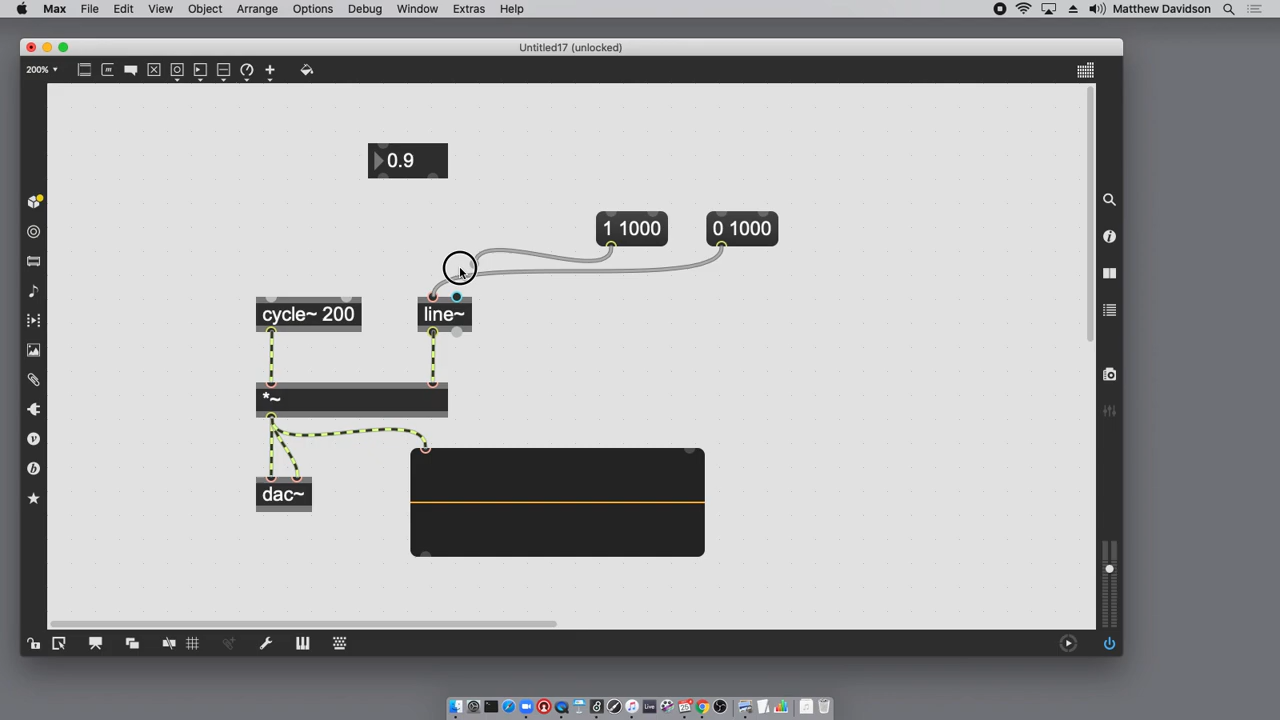 Max File Edit View Object Arrange Options Debug Window Extras Help Matthew Davidson
Untitled17 (unlocked)
200%
0.9
1 1000
0 1000
cycle~ 200
line~
*~
dac~